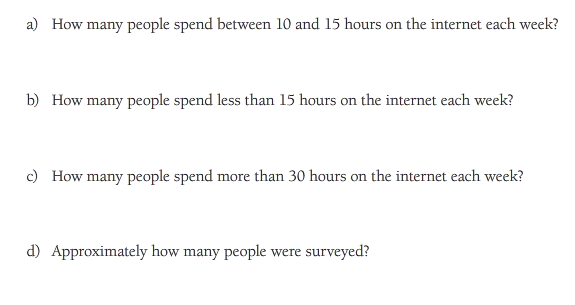 a) How many people spend between 10 and 15 hours on the internet each week?
b) How many people spend less than 15 hours on the internet each week?
c) How many people spend more than 30 hours on the internet each week?
d) Approximately how many people were surveyed?